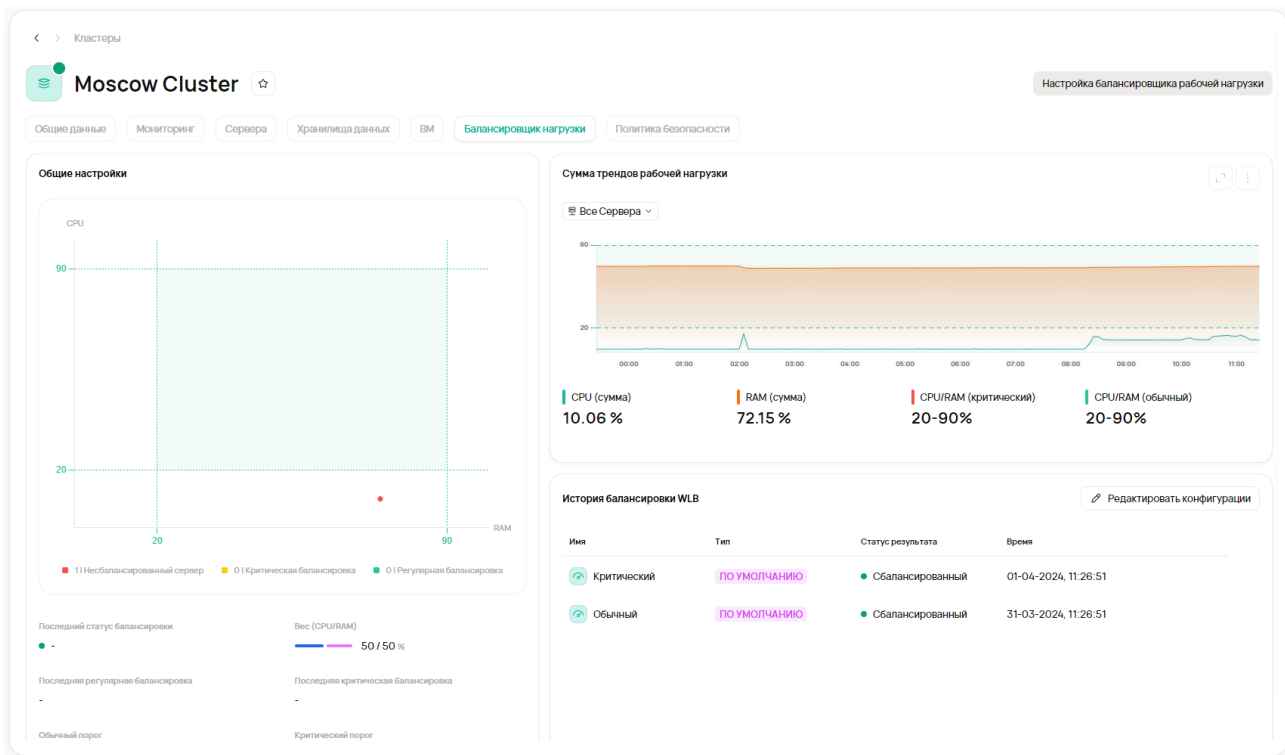 Кластеры
Moscow Cluster
Настройка балансировщика рабочей нагрузки
Общие данные
Мониторинг
Сервера
Хранилища данных
ВМ
Балансировщик нагрузки
Политика безопасности
Общие настройки
CPU
90
20
RAM
20
90
1 | Несбалансированный сервер
0 | Критическая балансировка
0 | Регулярная балансировка
Последний статус балансировки
-
Вес (CPU/RAM)
50 / 50 %
Последняя регулярная балансировка
-
Последняя критическая балансировка
-
Обычный порог
Критический порог
Сумма трендов рабочей нагрузки
Все Сервера
90
20
00:00 01:00 02:00 03:00 04:00 05:00 06:00 07:00 08:00 09:00 10:00 11:00
CPU (сумма)
10.06 %
RAM (сумма)
72.15 %
CPU/RAM (критический)
20-90%
CPU/RAM (обычный)
20-90%
История балансировки WLB
Редактировать конфигурации
Имя Тип Статус результата Время
Критический ПО УМОЛЧАНИЮ Сбалансированный 01-04-2024, 11:26:51
Обычный ПО УМОЛЧАНИЮ Сбалансированный 31-03-2024, 11:26:51